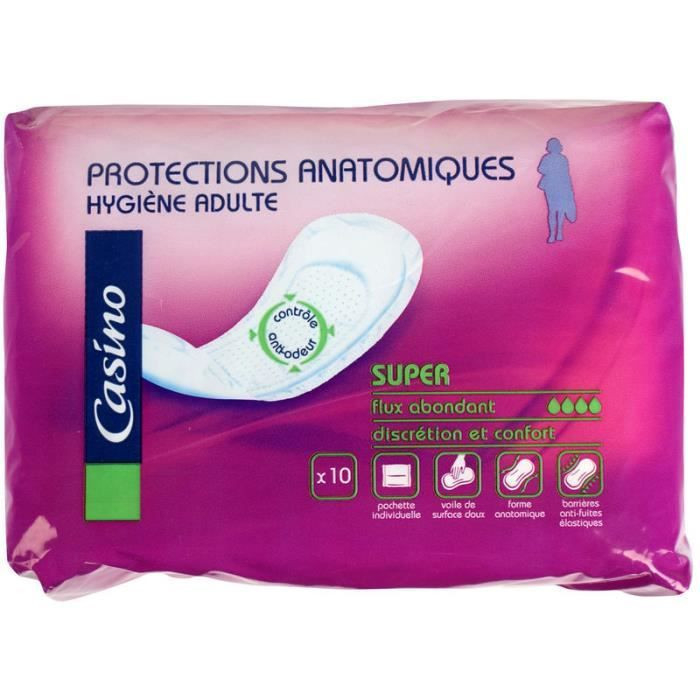 PROTECTIONS ANATOMIQUES
HYGIÈNE ADULTE
Casino
contrôle
anti-odeur
SUPER
flux abondant
discrétion et confort
x 10
pochette
individuelle
voile de
surface doux
forme
anatomique
barrières
anti-fuites
élastiques